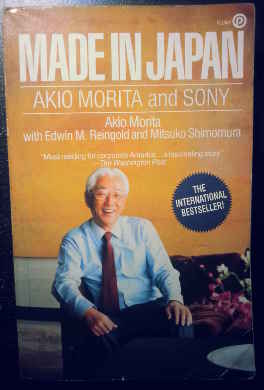 PLUME
MADE IN JAPAN
AKIO MORITA and SONY
Akio Morita
with Edwin M. Reingold and Mitsuko Shimomura
"Must reading for corporate America...a fascinating story"
—The Washington Post
THE
INTERNATIONAL
BESTSELLER!